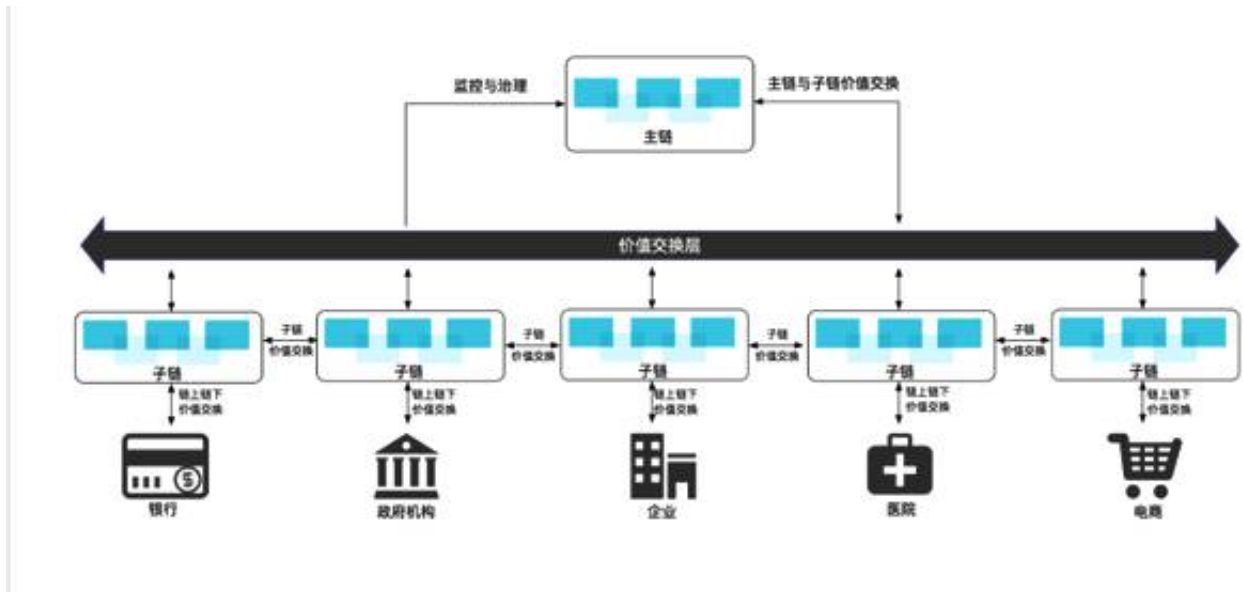 监控与治理
主链与子链价值交换
主链
价值交换层
子链
价值交换
子链
价值交换
子链
价值交换
子链
价值交换
子链
子链
子链
子链
子链
链上链下
价值交换
链上链下
价值交换
链上链下
价值交换
链上链下
价值交换
链上链下
价值交换
银行
政府机构
企业
医院
电商